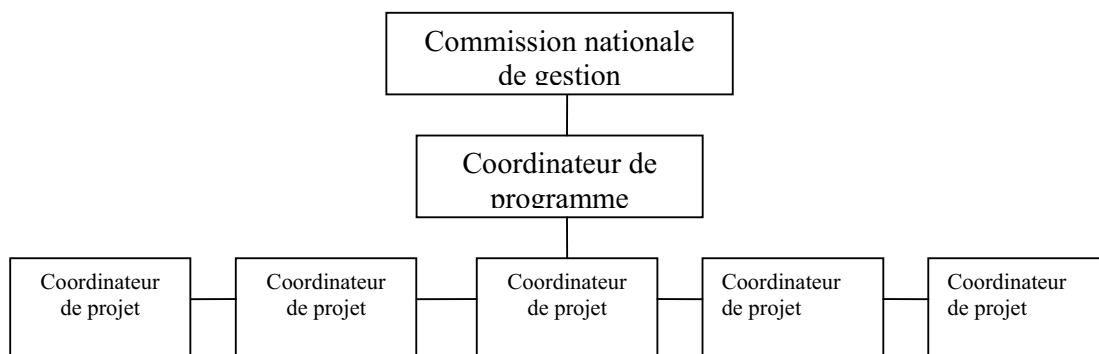 Commission nationale
de gestion
Coordinateur de
programme
Coordinateur
de projet
Coordinateur
de projet
Coordinateur
de projet
Coordinateur
de projet
Coordinateur
de projet